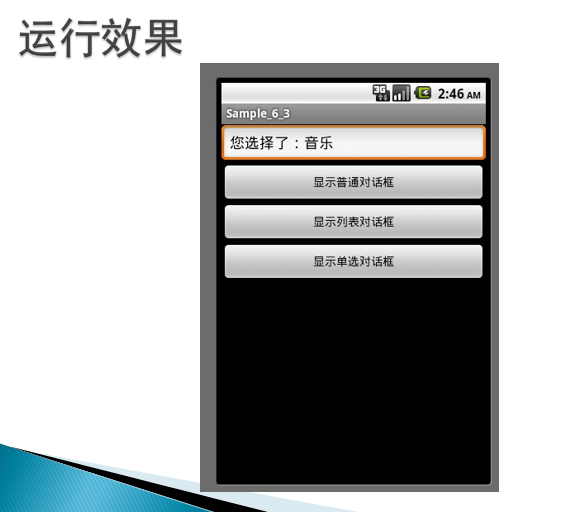 运行效果
3G 2:46 AM
Sample_6_3
您选择了：音乐
显示普通对话框
显示列表对话框
显示单选对话框